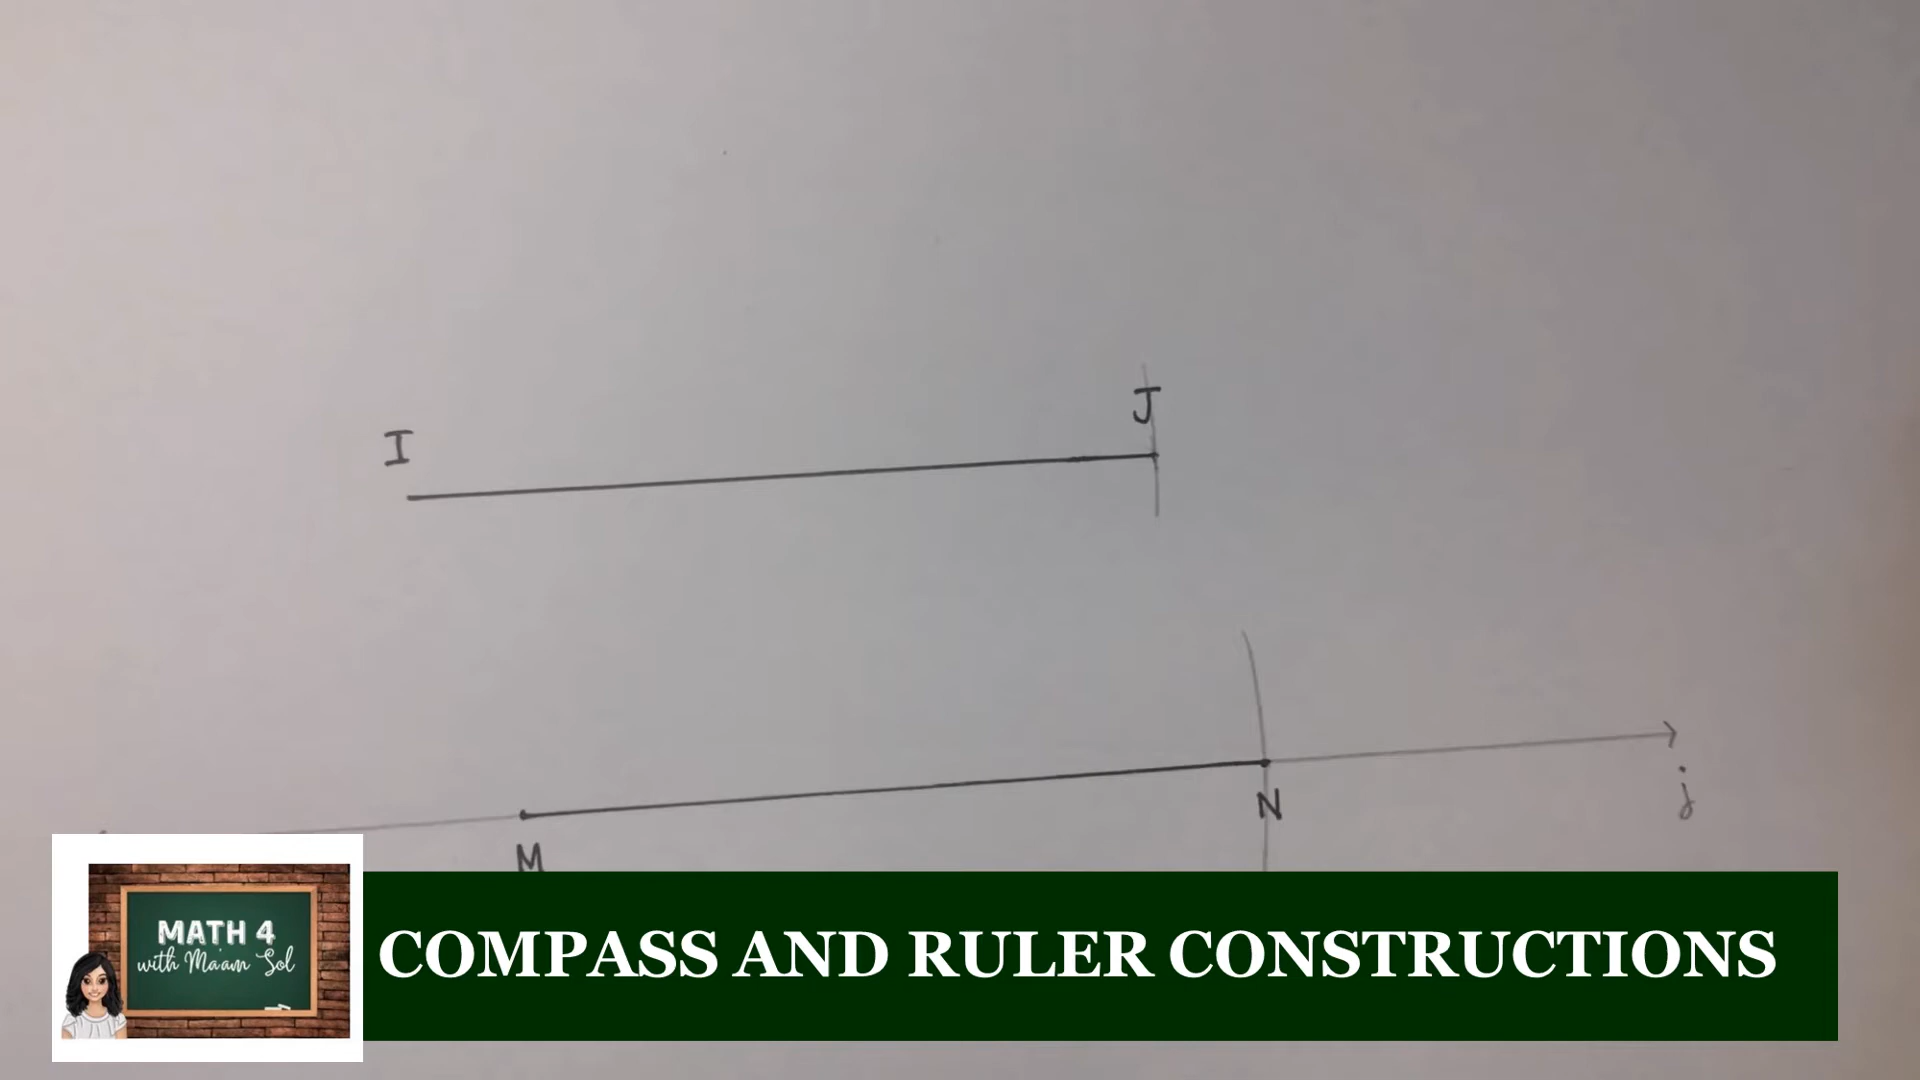 J
I
j
N
M
MATH 4
with Ma'am Sol
COMPASS AND RULER CONSTRUCTIONS